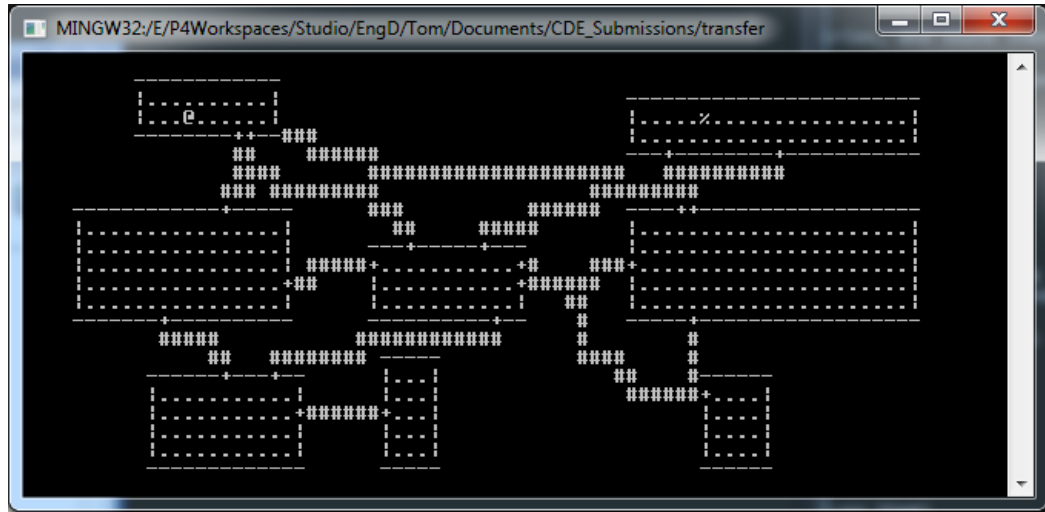 MINGW32:/E/P4Workspaces/Studio/EngD/Tom/Documents/CDE_Submissions/transfer
------------
¦..........¦ ------------------------
¦...@......¦ ¦.....%................¦
--------++--### ¦......................¦
## ###### ---+--------+-----------
#### ##################### ##########
### ######### #########
------------+----- ### ###### ----++------------------
¦................¦ ## ##### ¦......................¦
¦................¦ ---+-----+--- ¦......................¦
¦................¦ #####+...........+# ###+......................¦
¦................+## ¦...........+###### ¦......................¦
¦................¦ ¦...........¦ ## ¦......................¦
-------+---------- ----------+-- # -----+------------------
##### ############ # #
## ######## ----- #### #
------+---+-- ¦...¦ ## #------
¦...........¦ ¦...¦ ######+....¦
¦...........+######+...¦ ¦....¦
¦...........¦ ¦...¦ ¦....¦
¦...........¦ ¦...¦ ¦....¦
------------- ----- ------